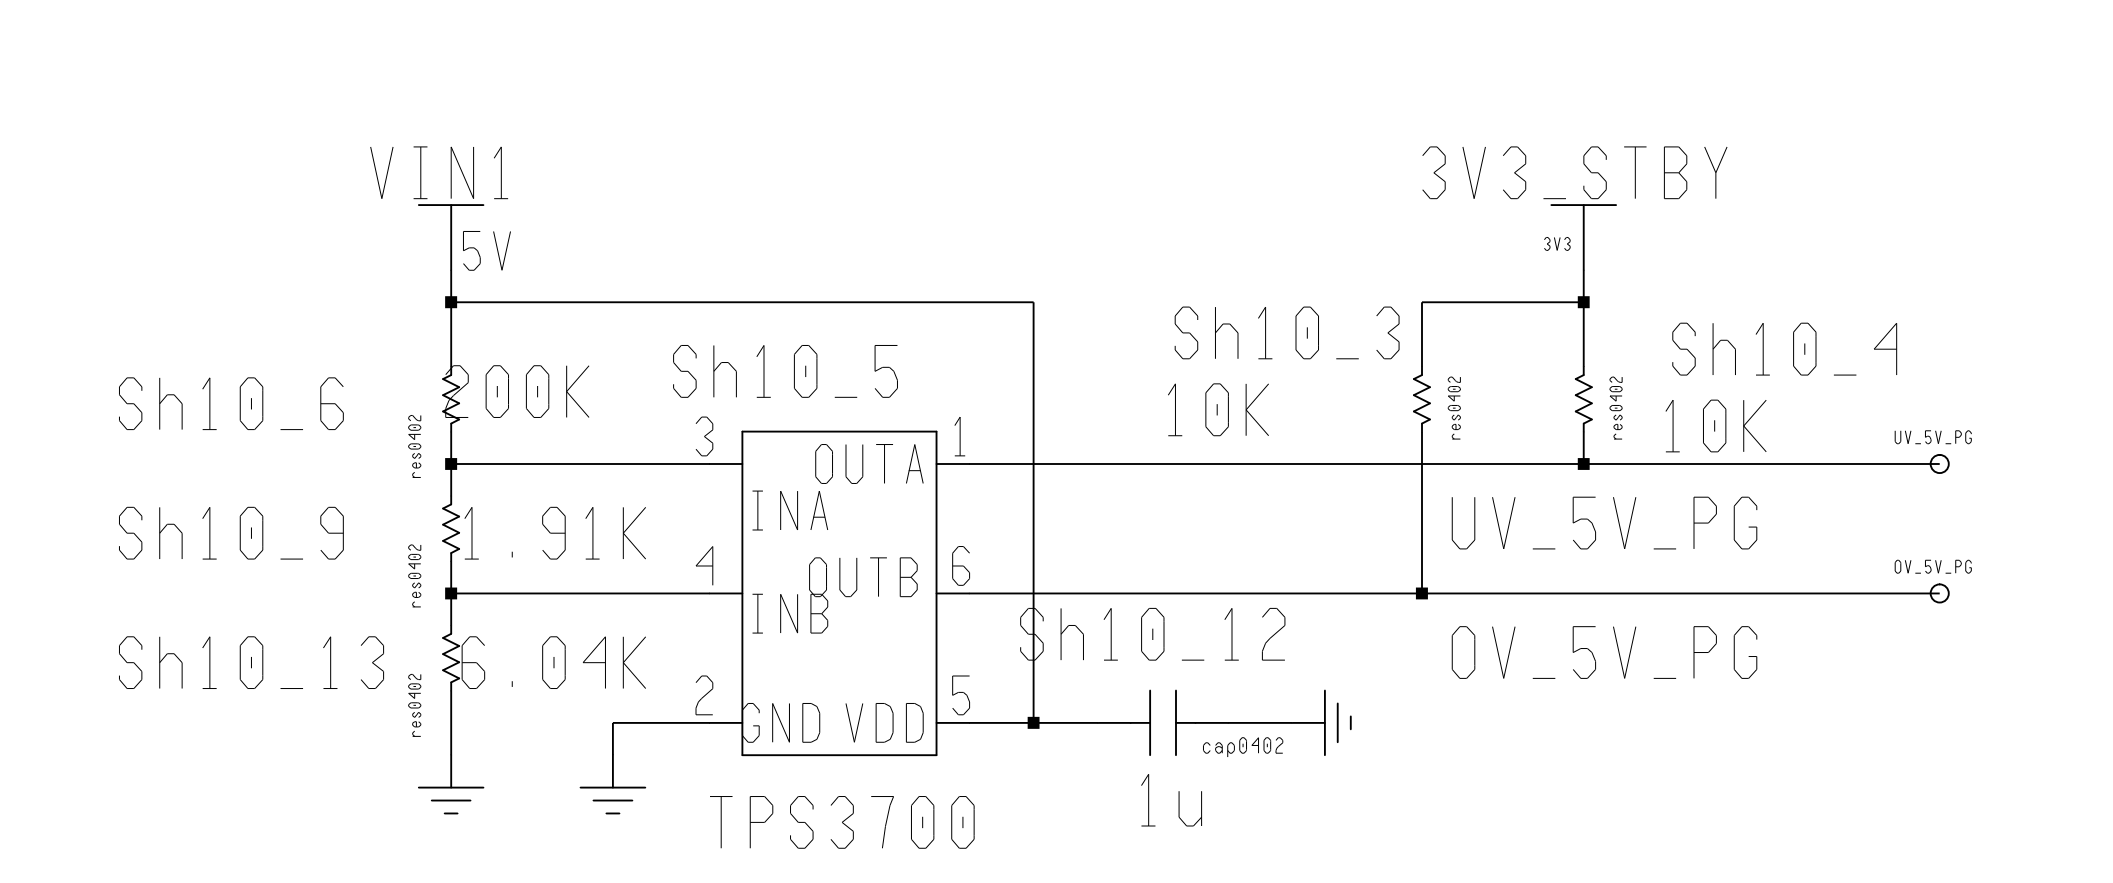 VIN1
5V
3V3_STBY
3V3
Sh10_6
200K
res0402
Sh10_9
1.91K
res0402
Sh10_13
6.04K
res0402
Sh10_5
3
1
OUTA
INA
4
6
OUTB
INB
2
5
GND
VDD
TPS3700
Sh10_3
10K
res0402
Sh10_4
10K
res0402
UV_5V_PG
UV_5V_PG
OV_5V_PG
OV_5V_PG
Sh10_12
cap0402
1u